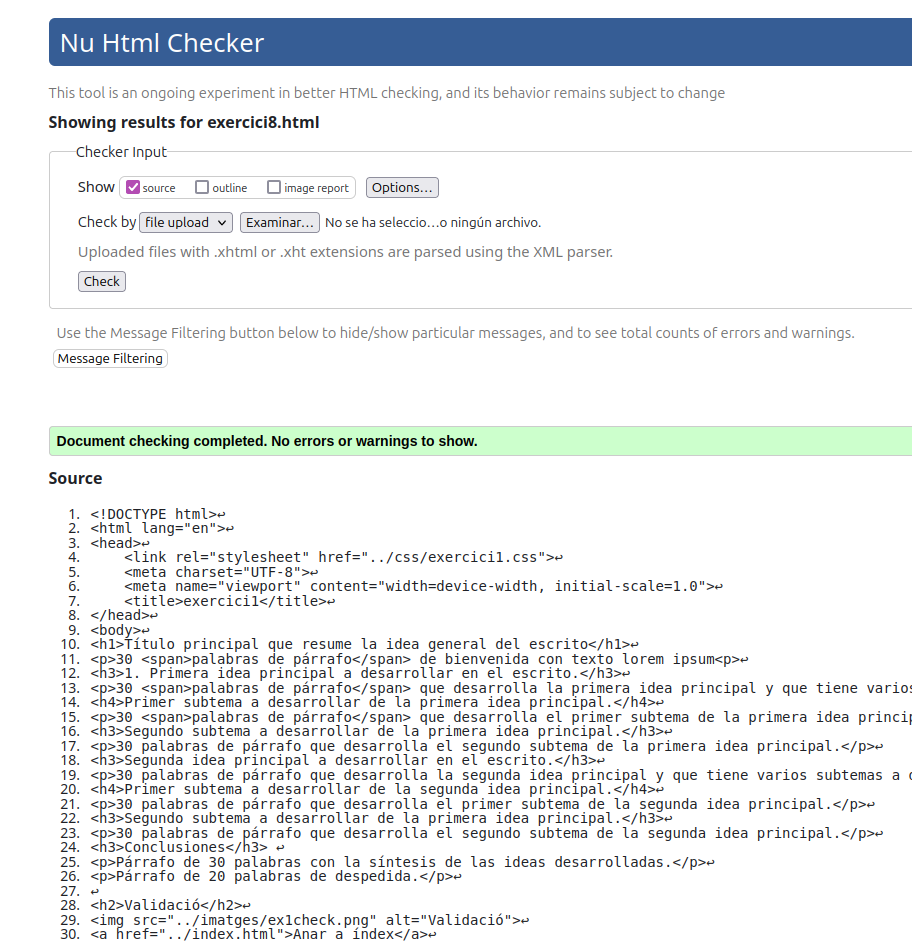 Nu Html Checker
This tool is an ongoing experiment in better HTML checking, and its behavior remains subject to change
Showing results for exercici8.html
Checker Input
Show source outline image report Options...
Check by file upload Examinar... No se ha seleccio...o ningún archivo.
Uploaded files with .xhtml or .xht extensions are parsed using the XML parser.
Check
Use the Message Filtering button below to hide/show particular messages, and to see total counts of errors and warnings.
Message Filtering
Document checking completed. No errors or warnings to show.
Source
1. <!DOCTYPE html>↩
2. <html lang="en">↩
3. <head>↩
4.     <link rel="stylesheet" href="../css/exercici1.css">↩
5.     <meta charset="UTF-8">↩
6.     <meta name="viewport" content="width=device-width, initial-scale=1.0">↩
7.     <title>exercici1</title>↩
8. </head>↩
9. <body>↩
10. <h1>Título principal que resume la idea general del escrito</h1>↩
11. <p>30 <span>palabras de párrafo</span> de bienvenida con texto lorem ipsum<p>↩
12. <h3>1. Primera idea principal a desarrollar en el escrito.</h3>↩
13. <p>30 <span>palabras de párrafo</span> que desarrolla la primera idea principal y que tiene varios
14. <h4>Primer subtema a desarrollar de la primera idea principal.</h4>↩
15. <p>30 <span>palabras de párrafo</span> que desarrolla el primer subtema de la primera idea princip
16. <h3>Segundo subtema a desarrollar de la primera idea principal.</h3>↩
17. <p>30 palabras de párrafo que desarrolla el segundo subtema de la primera idea principal.</p>↩
18. <h3>Segunda idea principal a desarrollar en el escrito.</h3>↩
19. <p>30 palabras de párrafo que desarrolla la segunda idea principal y que tiene varios subtemas a
20. <h4>Primer subtema a desarrollar de la segunda idea principal.</h4>↩
21. <p>30 palabras de párrafo que desarrolla el primer subtema de la segunda idea principal.</p>↩
22. <h3>Segundo subtema a desarrollar de la primera idea principal.</h3>↩
23. <p>30 palabras de párrafo que desarrolla el segundo subtema de la segunda idea principal.</p>↩
24. <h3>Conclusiones</h3> ↩
25. <p>Párrafo de 30 palabras con la síntesis de las ideas desarrolladas.</p>↩
26. <p>Párrafo de 20 palabras de despedida.</p>↩
27. ↩
28. <h2>Validació</h2>↩
29. <img src="../imatges/ex1check.png" alt="Validació">↩
30. <a href="../index.html">Anar a índex</a>↩